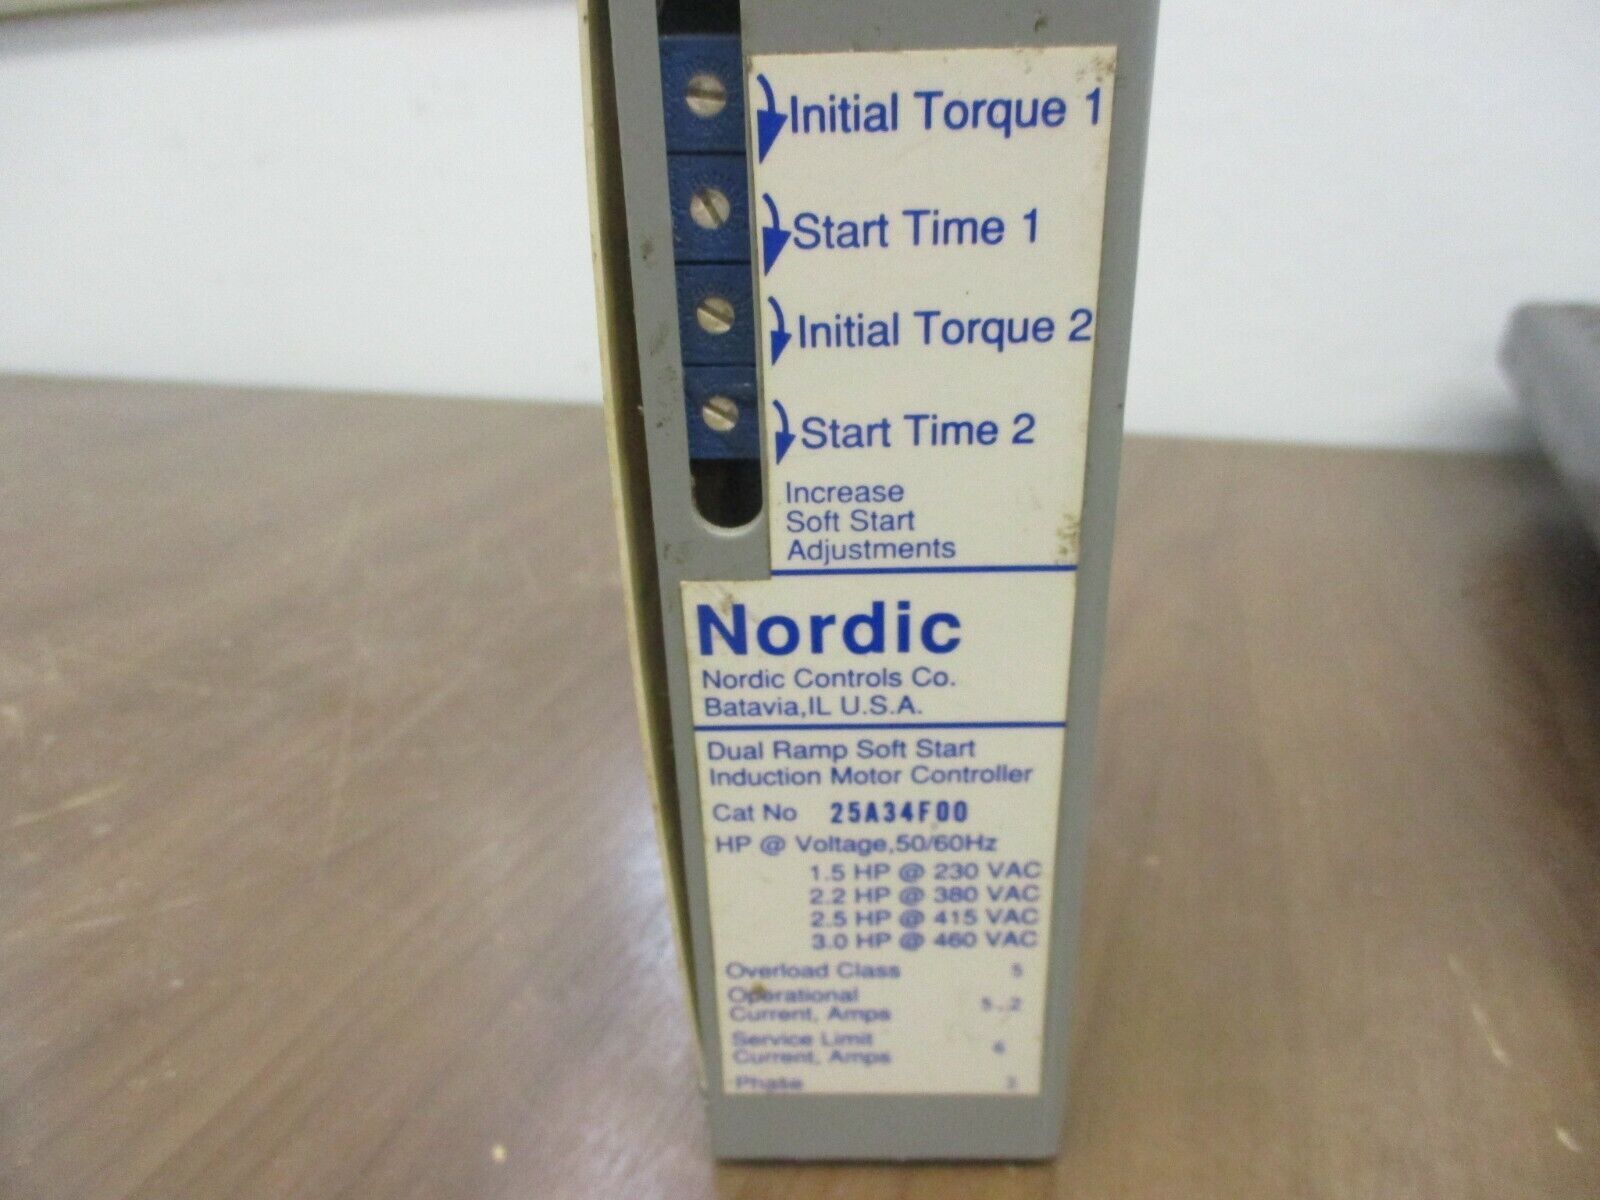 Initial Torque 1
Start Time 1
Initial Torque 2
Start Time 2
Increase
Soft Start
Adjustments
Nordic
Nordic Controls Co.
Batavia,IL U.S.A.
Dual Ramp Soft Start
Induction Motor Controller
Cat No 25A34F00
HP @ Voltage,50/60Hz
1.5 HP @ 230 VAC
2.2 HP @ 380 VAC
2.5 HP @ 415 VAC
3.0 HP @ 460 VAC
Overload Class 5
Operational
Current, Amps 5..2
Service Limit
Current, Amps 6
Phase